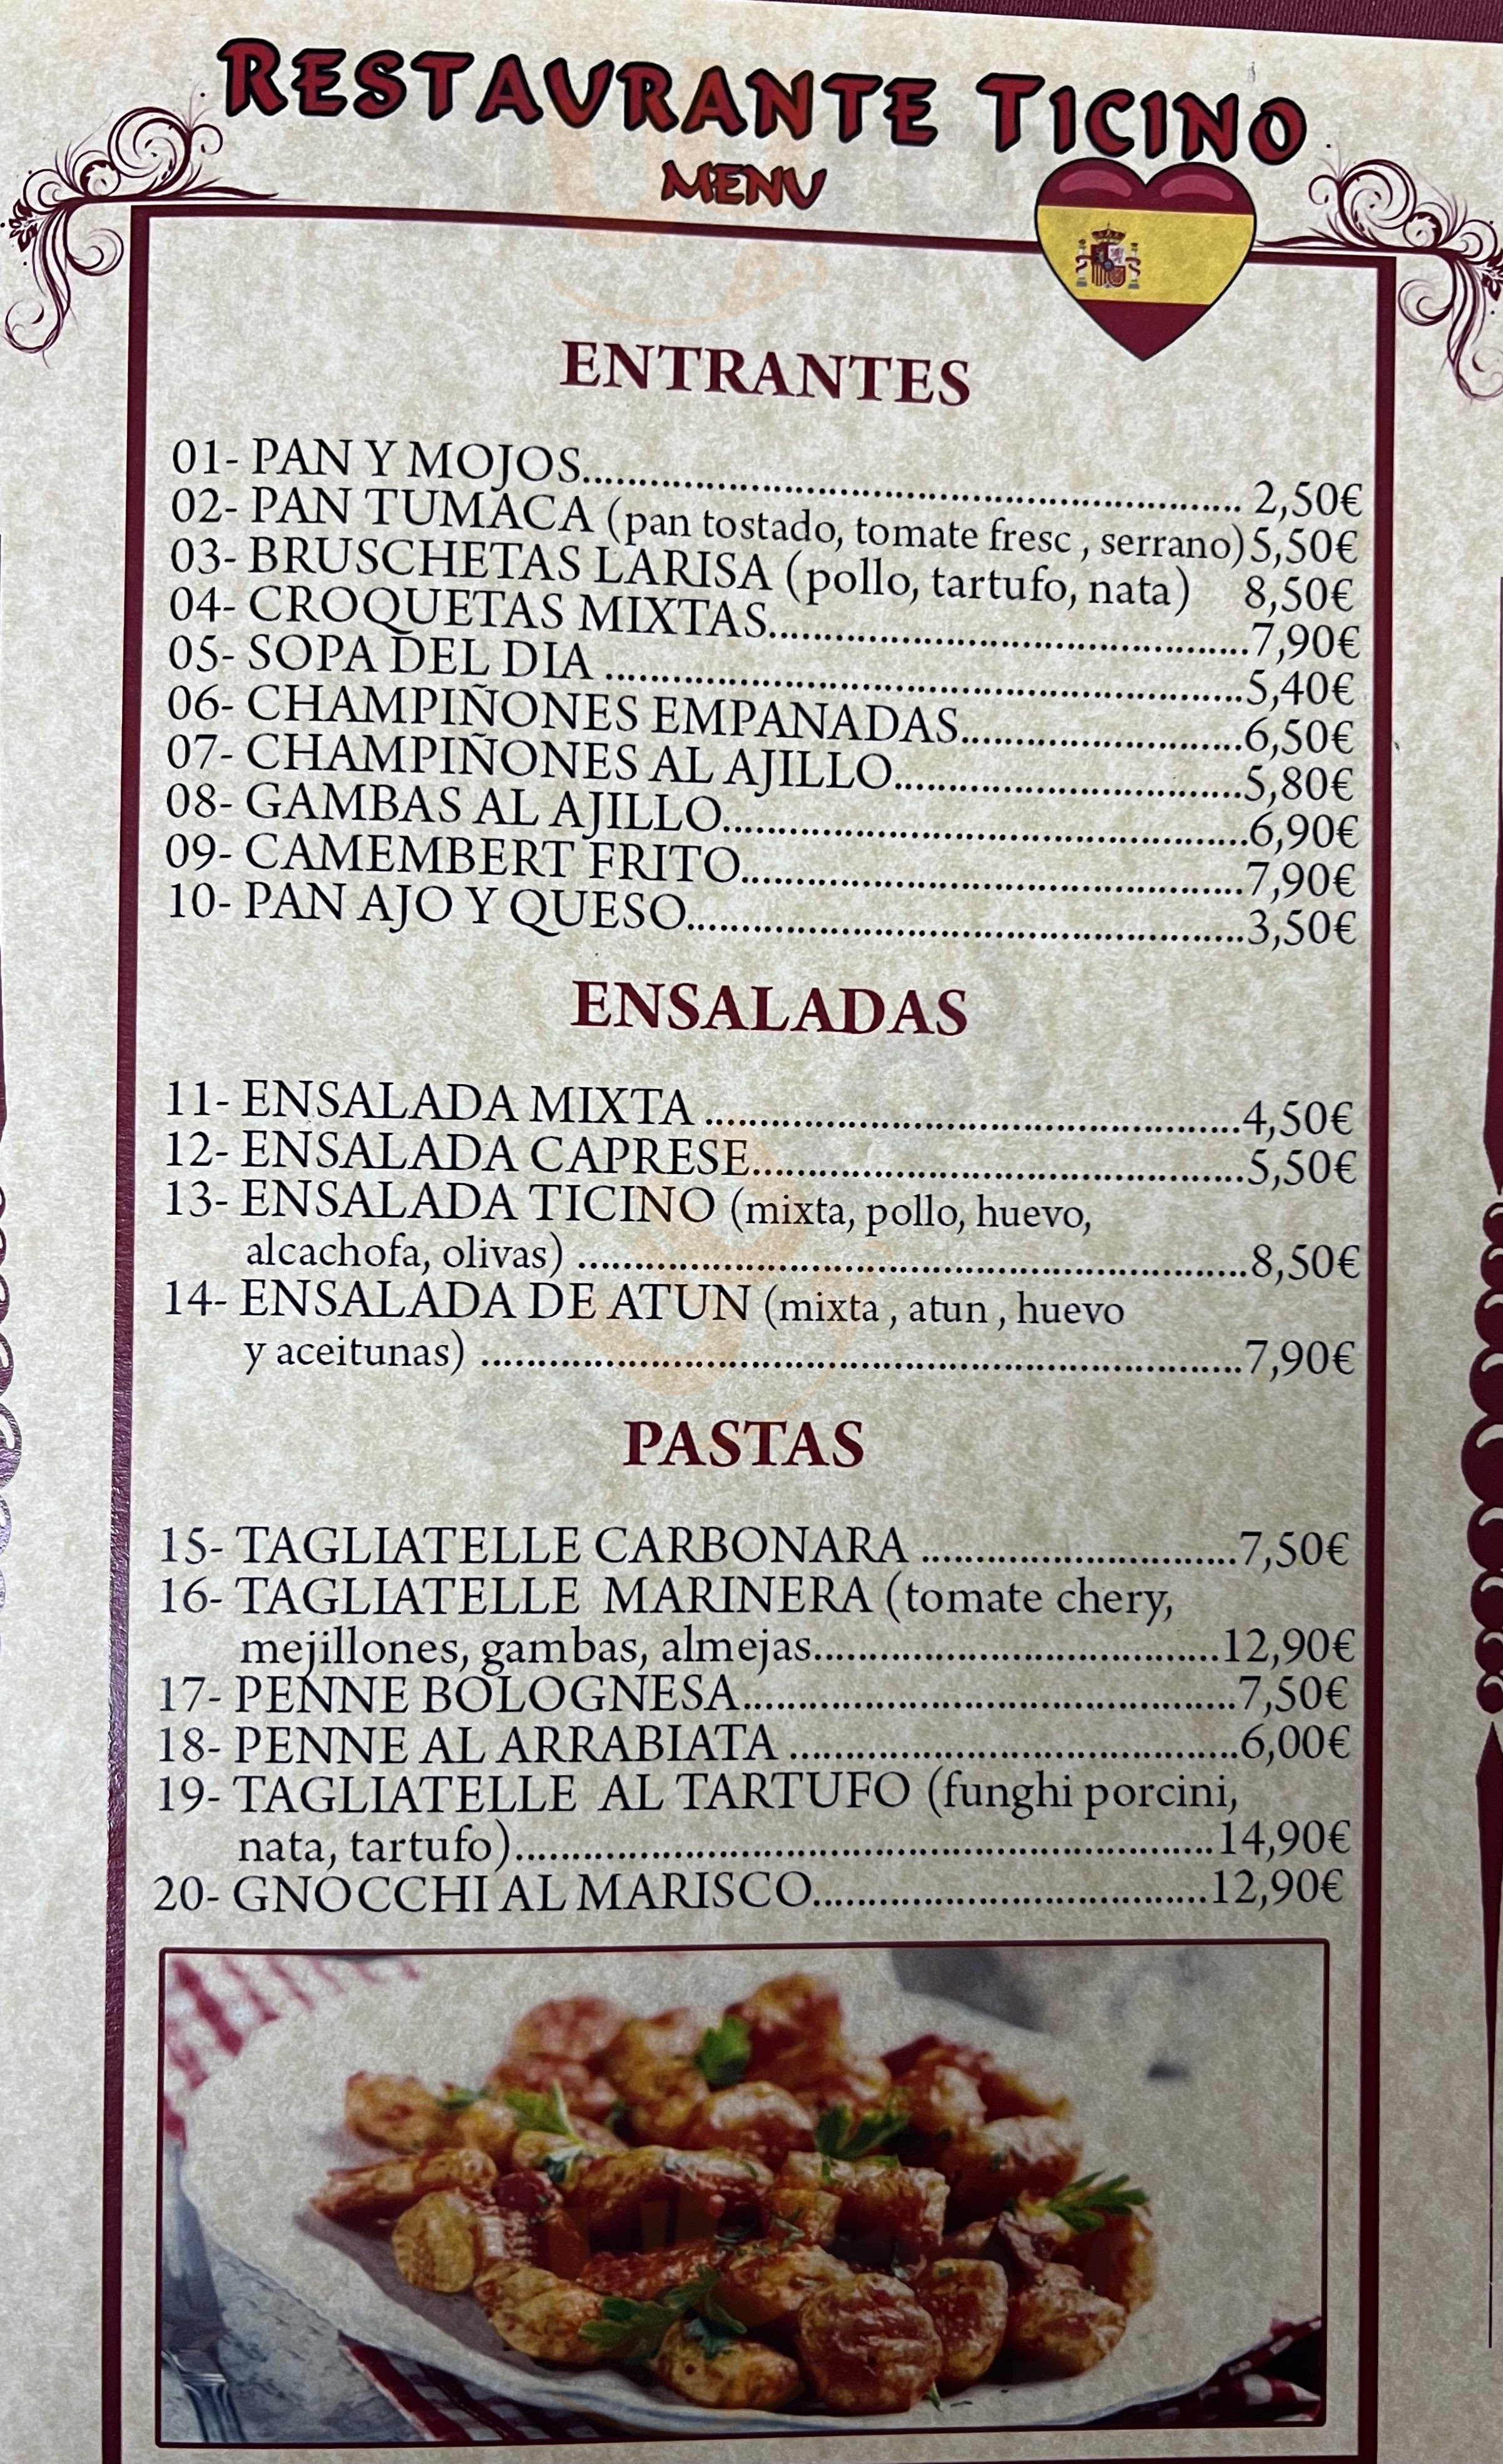 RESTAURANTE TICINO
MENU
ENTRANTES
01- PAN Y MOJOS.......................................................... 2,50€
02- PAN TUMACA (pan tostado, tomate fresc , serrano) 5,50€
03- BRUSCHETAS LARISA (pollo, tartufo, nata) 8,50€
04- CROQUETAS MIXTAS..........................................7,90€
05- SOPA DEL DIA ........................................................5,40€
06- CHAMPIÑONES EMPANADAS.........................6,50€
07- CHAMPIÑONES AL AJILLO...............................5,80€
08- GAMBAS AL AJILLO..............................................6,90€
09- CAMEMBERT FRITO............................................7,90€
10- PAN AJO Y QUESO.................................................3,50€
ENSALADAS
11- ENSALADA MIXTA ...............................................4,50€
12- ENSALADA CAPRESE...........................................5,50€
13- ENSALADA TICINO (mixta, pollo, huevo,
alcachofa, olivas) ...........................................................8,50€
14- ENSALADA DE ATUN (mixta , atun , huevo
y aceitunas) ...................................................................7,90€
PASTAS
15- TAGLIATELLE CARBONARA ............................7,50€
16- TAGLIATELLE MARINERA (tomate chery,
mejillones, gambas, almejas....................................12,90€
17- PENNE BOLOGNESA............................................7,50€
18- PENNE AL ARRABIATA ........................................6,00€
19- TAGLIATELLE AL TARTUFO (funghi porcini,
nata, tartufo)..............................................................14,90€
20- GNOCCHI AL MARISCO...................................12,90€